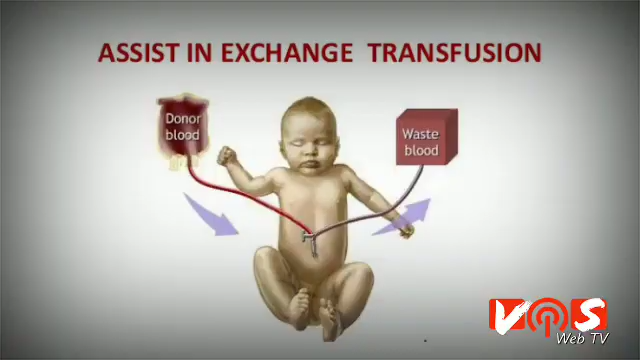 ASSIST IN EXCHANGE TRANSFUSION
Donor
blood
Waste
blood
VOS
Web TV